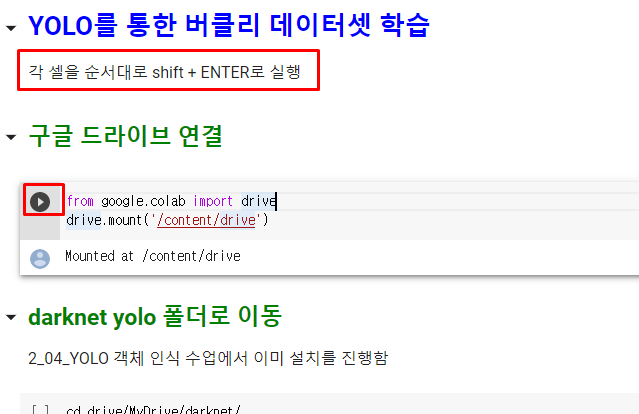 YOLO를 통한 버클리 데이터셋 학습
각 셀을 순서대로 shift + ENTER로 실행
구글 드라이브 연결
from google.colab import drive
drive.mount('/content/drive')
Mounted at /content/drive
darknet yolo 폴더로 이동
2_04_YOLO 객체 인식 수업에서 이미 설치를 진행함
[ ] cd drive/MyDrive/darknet/